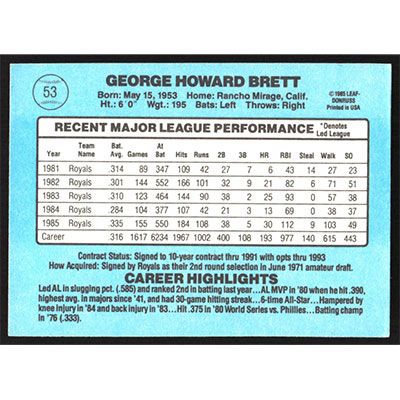 53
GEORGE HOWARD BRETT
Born: May 15, 1953 Home: Rancho Mirage, Calif.
Ht.: 6'0" Wgt.: 195 Bats: Left Throws: Right
© 1985 LEAF-
DONRUSS
Printed in USA
RECENT MAJOR LEAGUE PERFORMANCE *Denotes Led League
Year Team Name Bat. Avg. Games At Bat Hits Runs 2B 3B HR RBI Steal Walk SO
1981 Royals .314 89 347 109 42 27 7 6 43 14 27 23
1982 Royals .301 144 552 166 101 32 9 21 82 6 71 51
1983 Royals .310 123 464 144 90 38 2 25 93 0 57 39
1984 Royals .284 104 377 107 42 21 3 13 69 0 38 37
1985 Royals .335 155 550 184 108 38 5 30 112 9 103 49
Career .316 1617 6234 1967 1002 400 108 193 977 140 615 443
Contract Status: Signed to 10-year contract thru 1991 with opts thru 1993
How Acquired: Signed by Royals as their 2nd round selection in June 1971 amateur draft.
CAREER HIGHLIGHTS
Led AL in slugging pct. (.585) and ranked 2nd in batting last year...AL MVP in '80 when he hit .390,
highest avg. in majors since '41, and had 30-game hitting streak...6-time All-Star...Hampered by
knee injury in '84 and back injury in '83...Hit .375 in '80 World Series vs. Phillies...Batting champ
in '76 (.333).